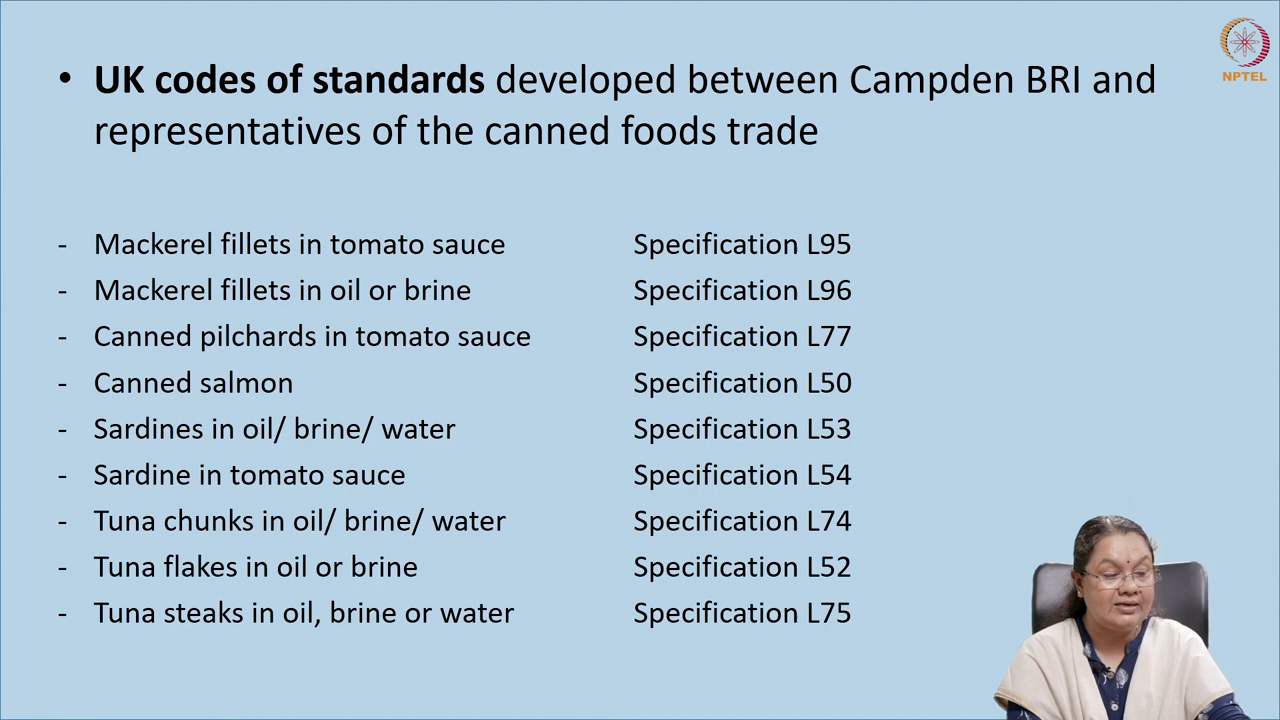 NPTEL
• UK codes of standards developed between Campden BRI and
representatives of the canned foods trade
- Mackerel fillets in tomato sauce Specification L95
- Mackerel fillets in oil or brine Specification L96
- Canned pilchards in tomato sauce Specification L77
- Canned salmon Specification L50
- Sardines in oil/ brine/ water Specification L53
- Sardine in tomato sauce Specification L54
- Tuna chunks in oil/ brine/ water Specification L74
- Tuna flakes in oil or brine Specification L52
- Tuna steaks in oil, brine or water Specification L75